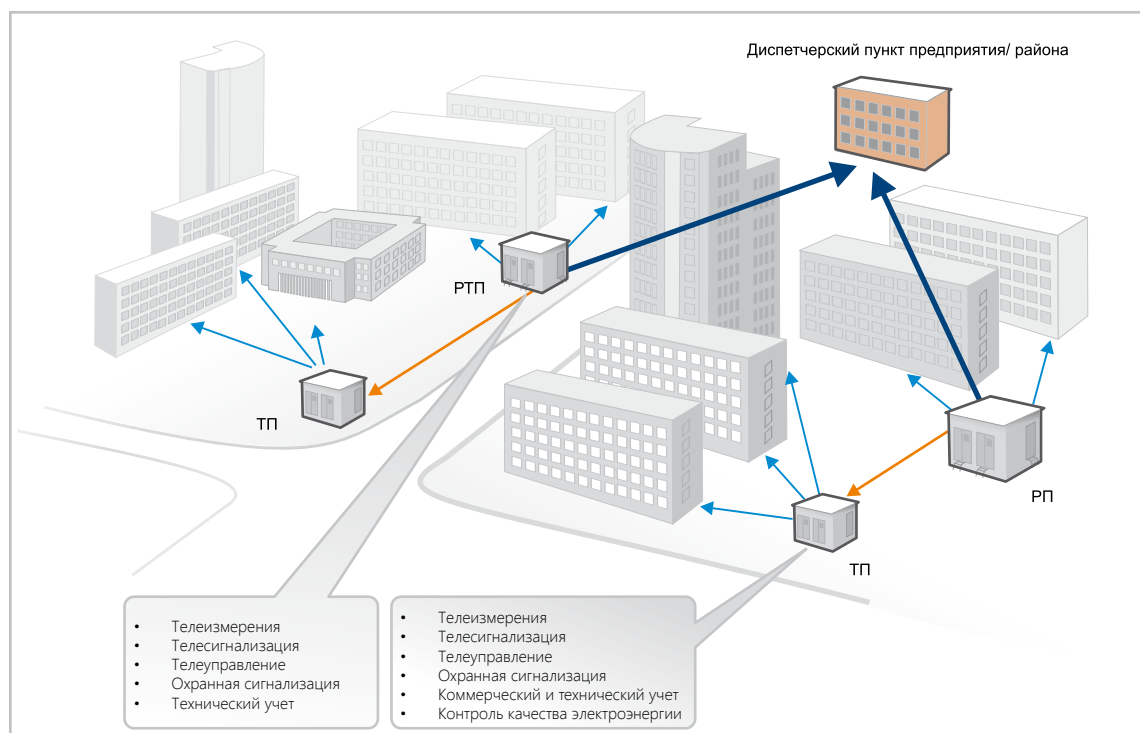 Диспетчерский пункт предприятия/ района
РТП
ТП
РП
ТП
• Телеизмерения
• Телесигнализация
• Телеуправление
• Охранная сигнализация
• Технический учет
• Телеизмерения
• Телесигнализация
• Телеуправление
• Охранная сигнализация
• Коммерческий и технический учет
• Контроль качества электроэнергии